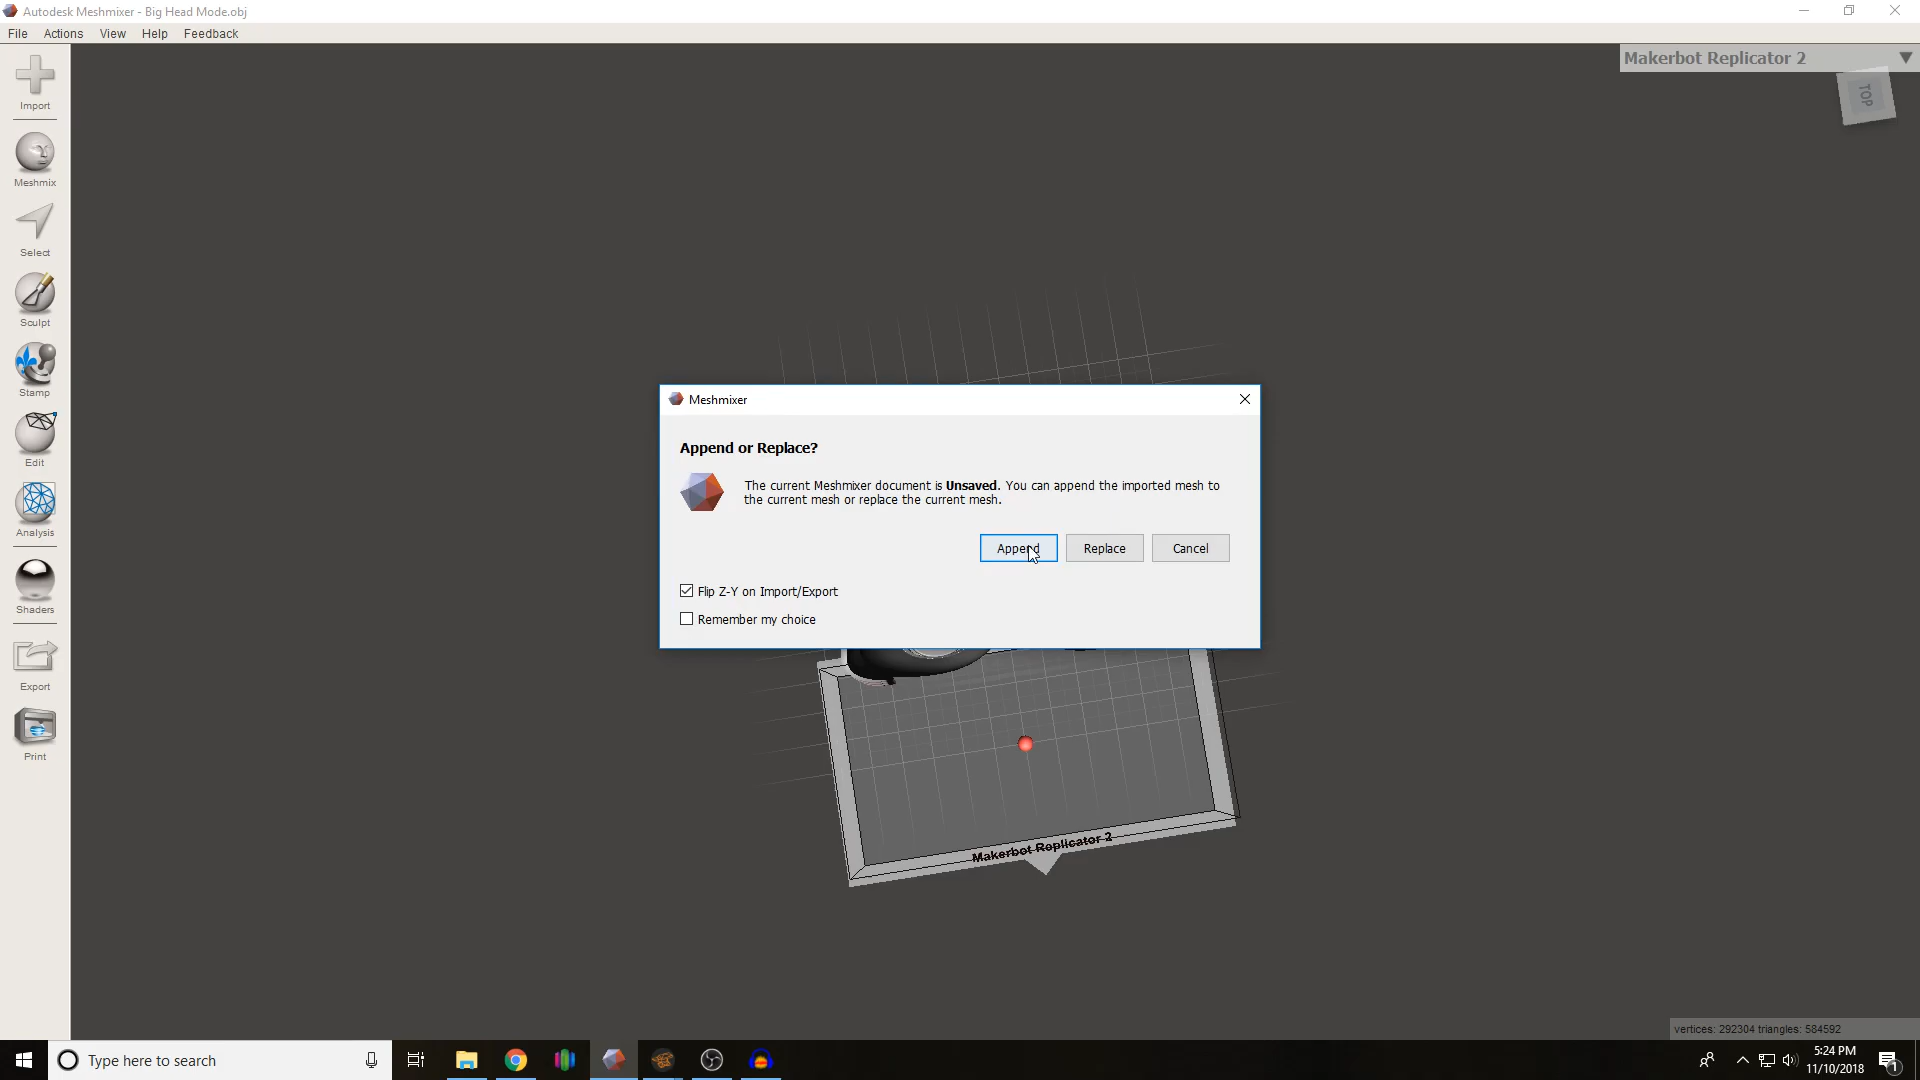 Autodesk Meshmixer - Big Head Mode.obj
File Actions View Help Feedback
Makerbot Replicator 2
TOP
Import
Meshmix
Select
Sculpt
Stamp
Edit
Analysis
Shaders
Export
Print
Meshmixer
Append or Replace?
The current Meshmixer document is Unsaved. You can append the imported mesh to
the current mesh or replace the current mesh.
Append Replace Cancel
Flip Z-Y on Import/Export
Remember my choice
Makerbot Replicator 2
vertices: 292304 triangles: 584592
Type here to search
5:24 PM
11/10/2018
1